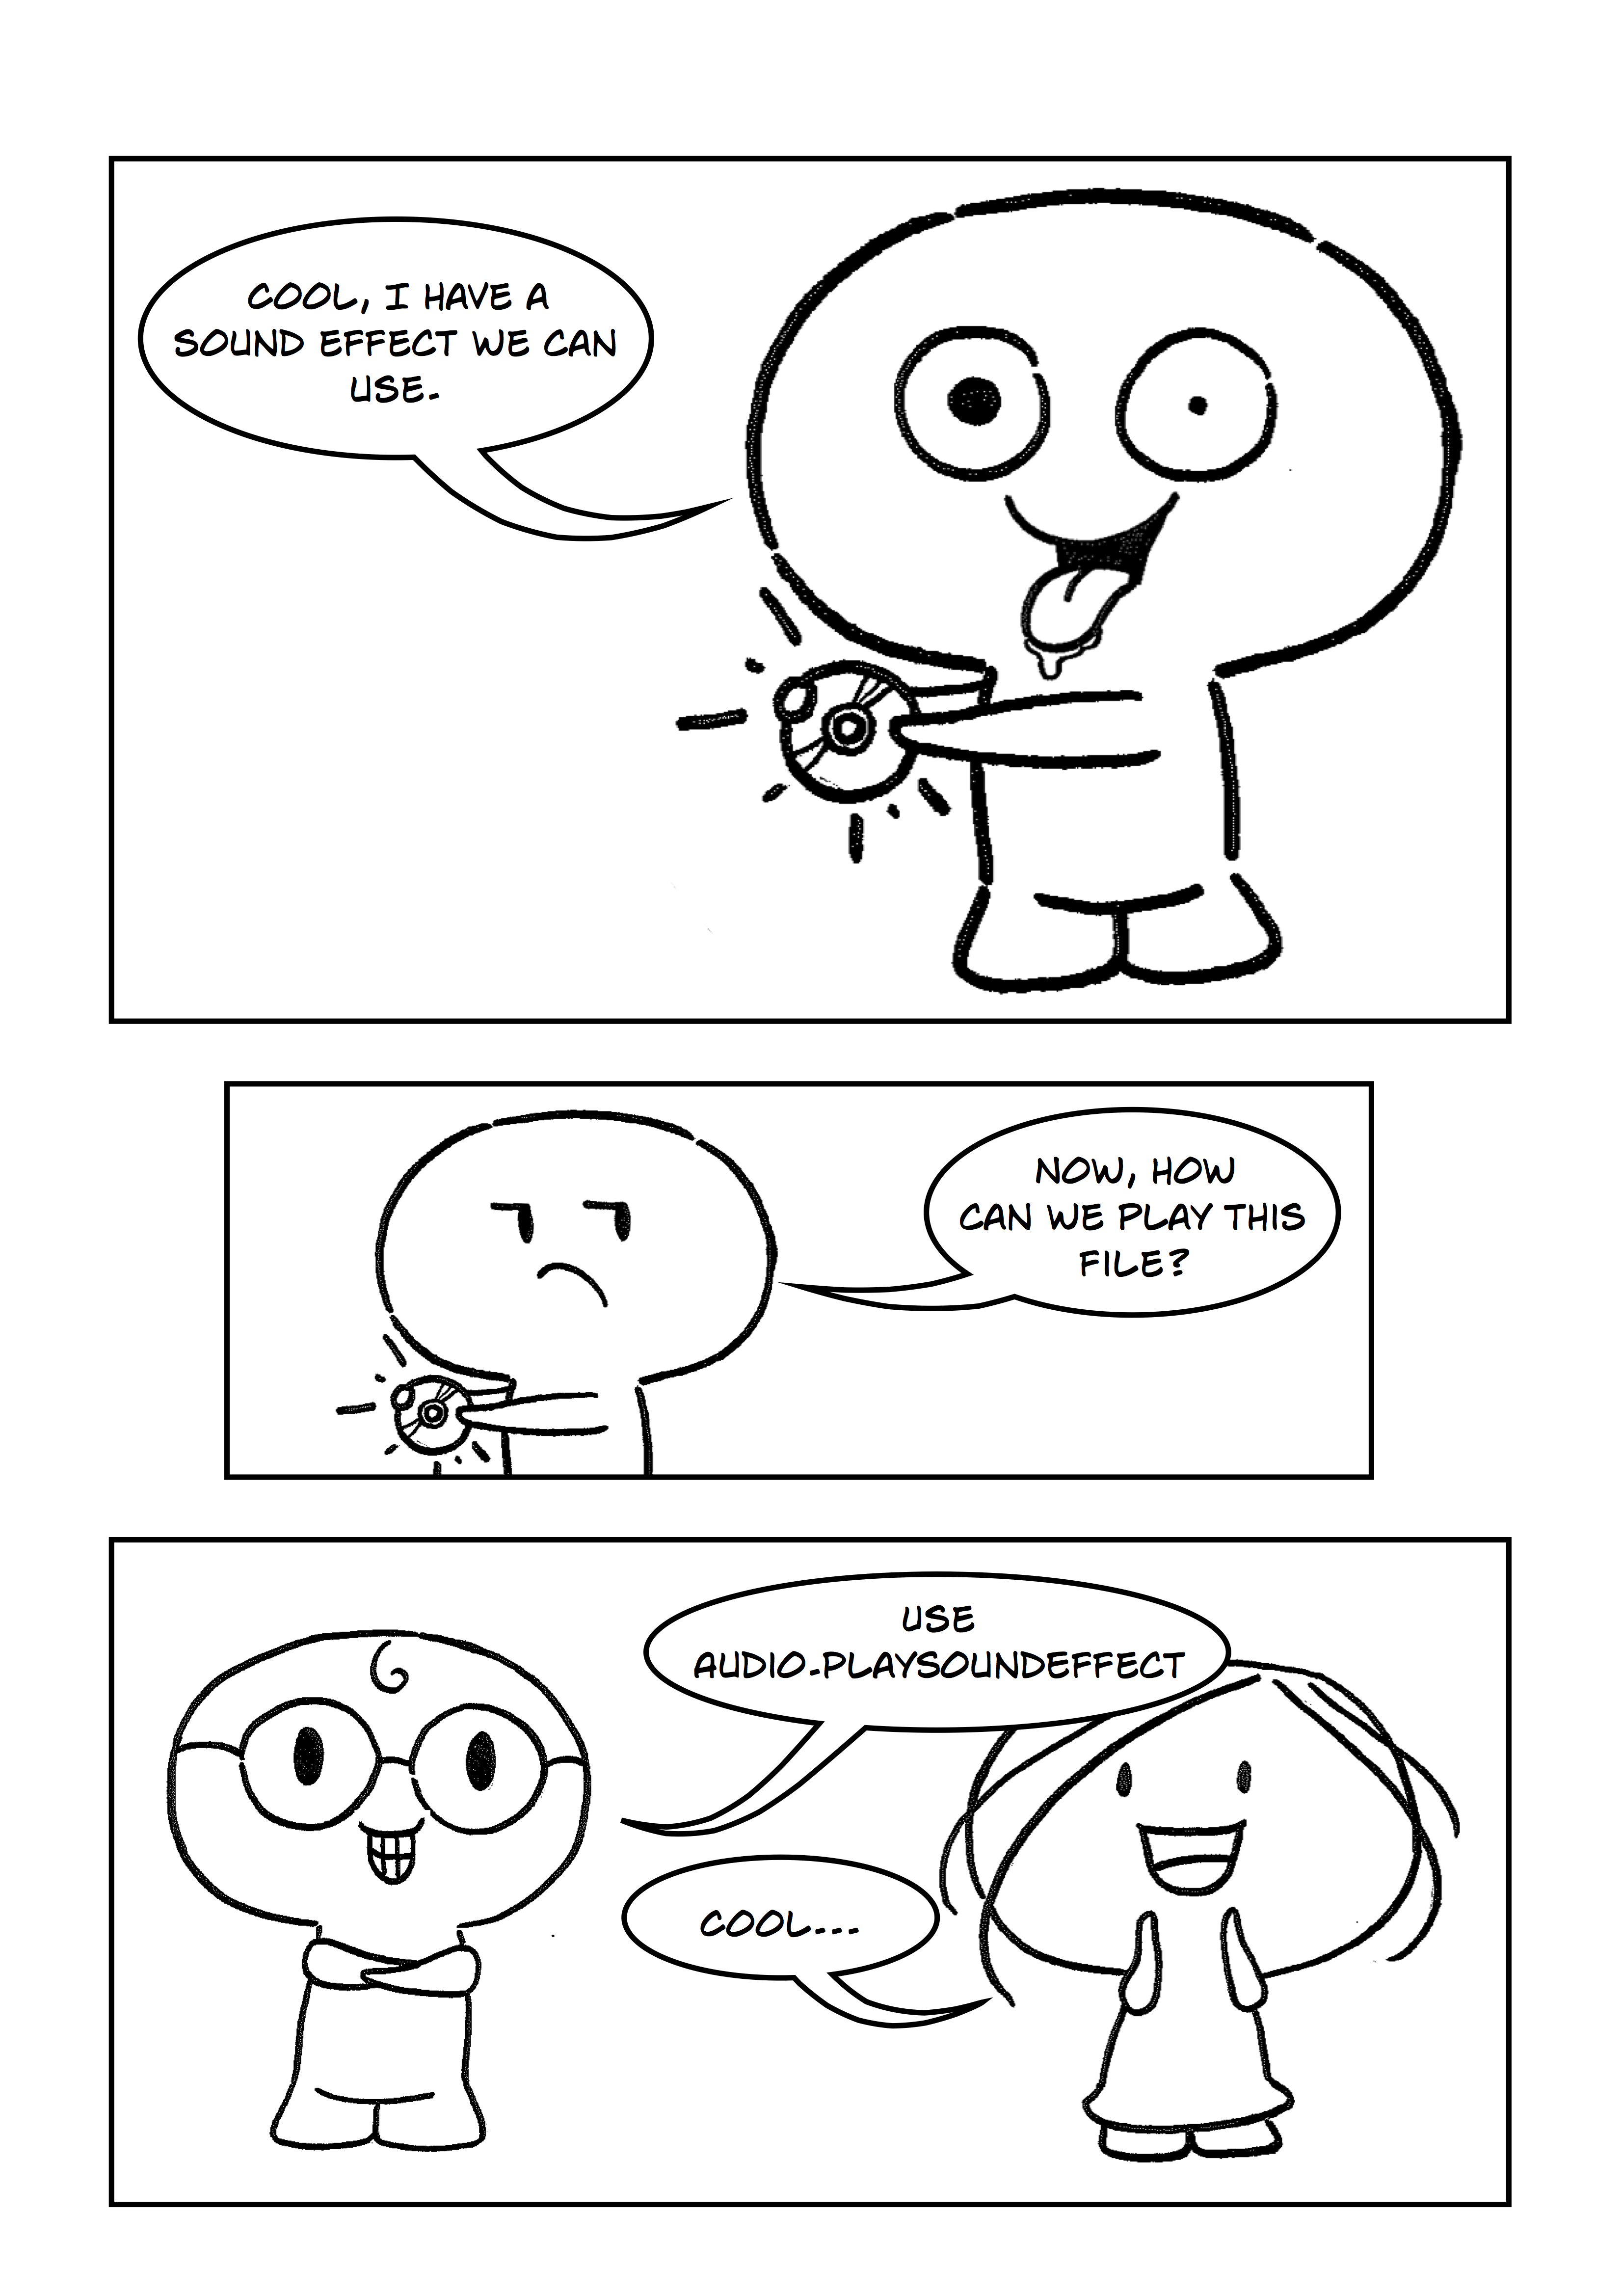 COOL, I HAVE A
SOUND EFFECT WE CAN
USE.
NOW, HOW
CAN WE PLAY THIS
FILE?
USE
AUDIO.PLAYSOUNDEFFECT
COOL...